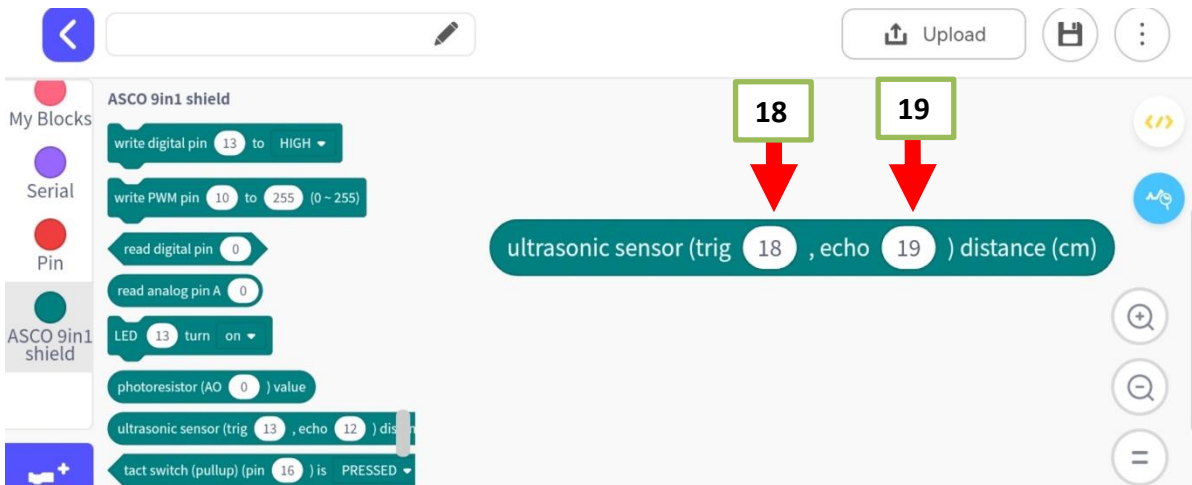 Upload
My Blocks
Serial
Pin
ASCO 9in1
shield
ASCO 9in1 shield
write digital pin 13 to HIGH
write PWM pin 10 to 255 (0 ~ 255)
read digital pin 0
read analog pin A 0
LED 13 turn on
photoresistor (AO 0 ) value
ultrasonic sensor (trig 13 , echo 12 )
tact switch (pullup) (pin 16 ) is PRESSED
18
19
ultrasonic sensor (trig 18 , echo 19 ) distance (cm)